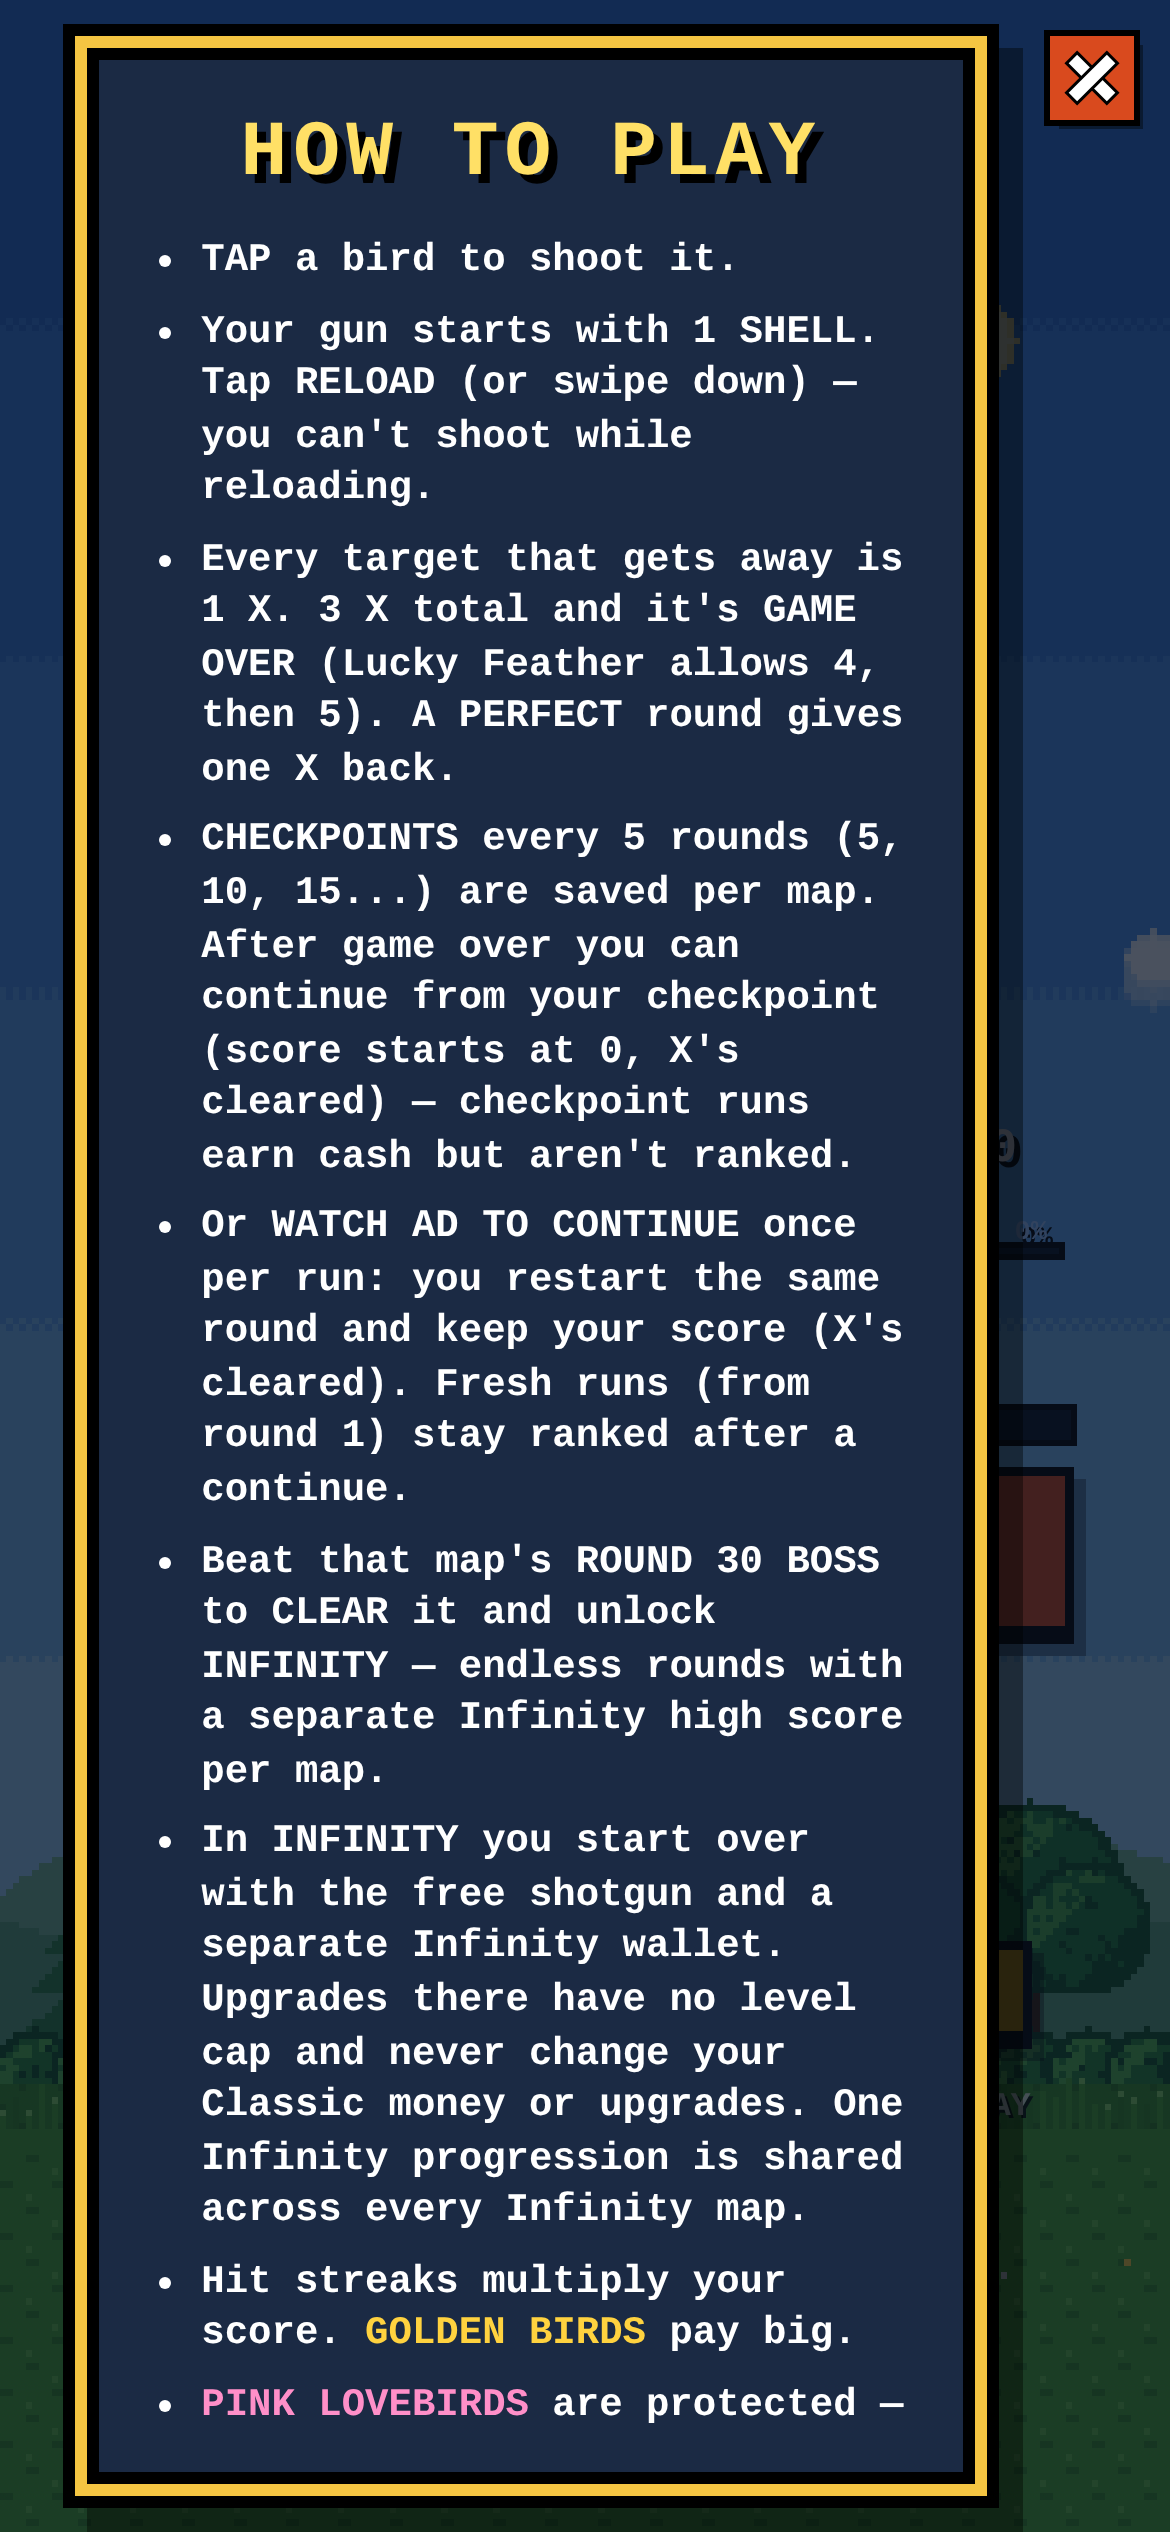 HOW TO PLAY
• TAP a bird to shoot it.
• Your gun starts with 1 SHELL.
Tap RELOAD (or swipe down) —
you can't shoot while
reloading.
• Every target that gets away is
1 X. 3 X total and it's GAME
OVER (Lucky Feather allows 4,
then 5). A PERFECT round gives
one X back.
• CHECKPOINTS every 5 rounds (5,
10, 15...) are saved per map.
After game over you can
continue from your checkpoint
(score starts at 0, X's
cleared) — checkpoint runs
earn cash but aren't ranked.
• Or WATCH AD TO CONTINUE once
per run: you restart the same
round and keep your score (X's
cleared). Fresh runs (from
round 1) stay ranked after a
continue.
• Beat that map's ROUND 30 BOSS
to CLEAR it and unlock
INFINITY — endless rounds with
a separate Infinity high score
per map.
• In INFINITY you start over
with the free shotgun and a
separate Infinity wallet.
Upgrades there have no level
cap and never change your
Classic money or upgrades. One
Infinity progression is shared
across every Infinity map.
• Hit streaks multiply your
score. GOLDEN BIRDS pay big.
• PINK LOVEBIRDS are protected —